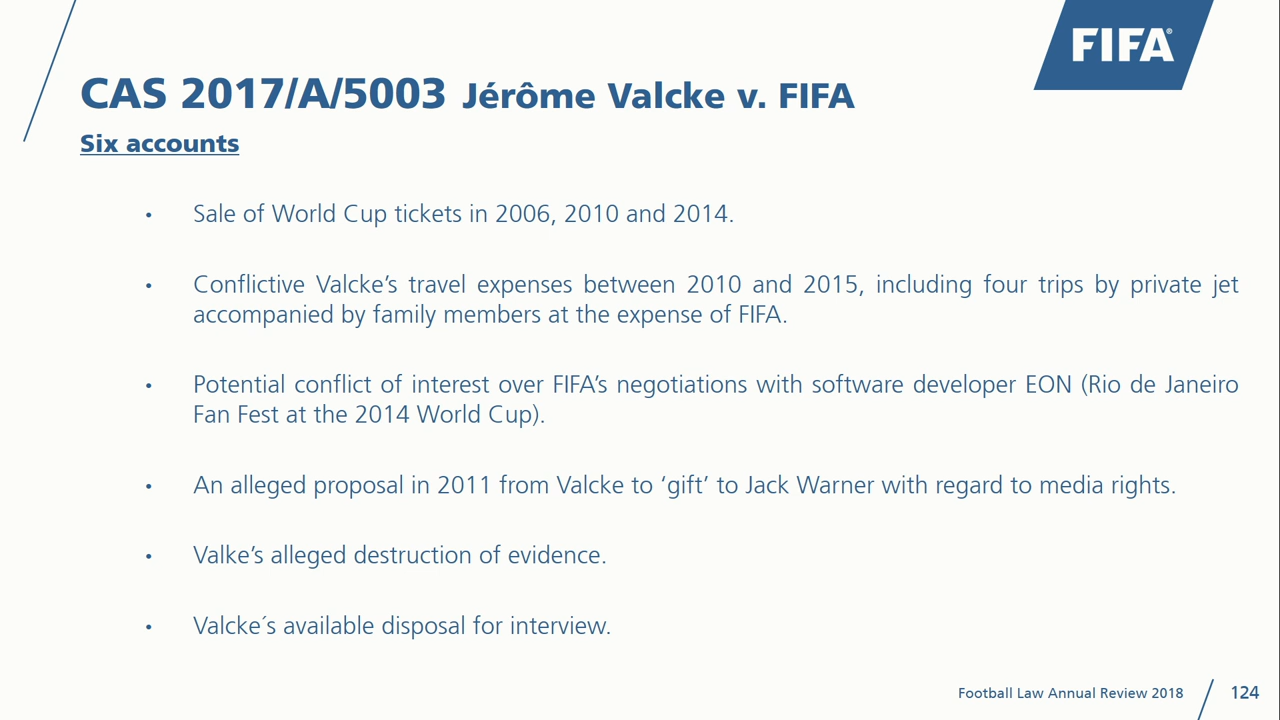 FIFA®
CAS 2017/A/5003 Jérôme Valcke v. FIFA
Six accounts
• Sale of World Cup tickets in 2006, 2010 and 2014.
• Conflictive Valcke’s travel expenses between 2010 and 2015, including four trips by private jet
accompanied by family members at the expense of FIFA.
• Potential conflict of interest over FIFA’s negotiations with software developer EON (Rio de Janeiro
Fan Fest at the 2014 World Cup).
• An alleged proposal in 2011 from Valcke to ‘gift’ to Jack Warner with regard to media rights.
• Valke’s alleged destruction of evidence.
• Valcke´s available disposal for interview.
Football Law Annual Review 2018 124